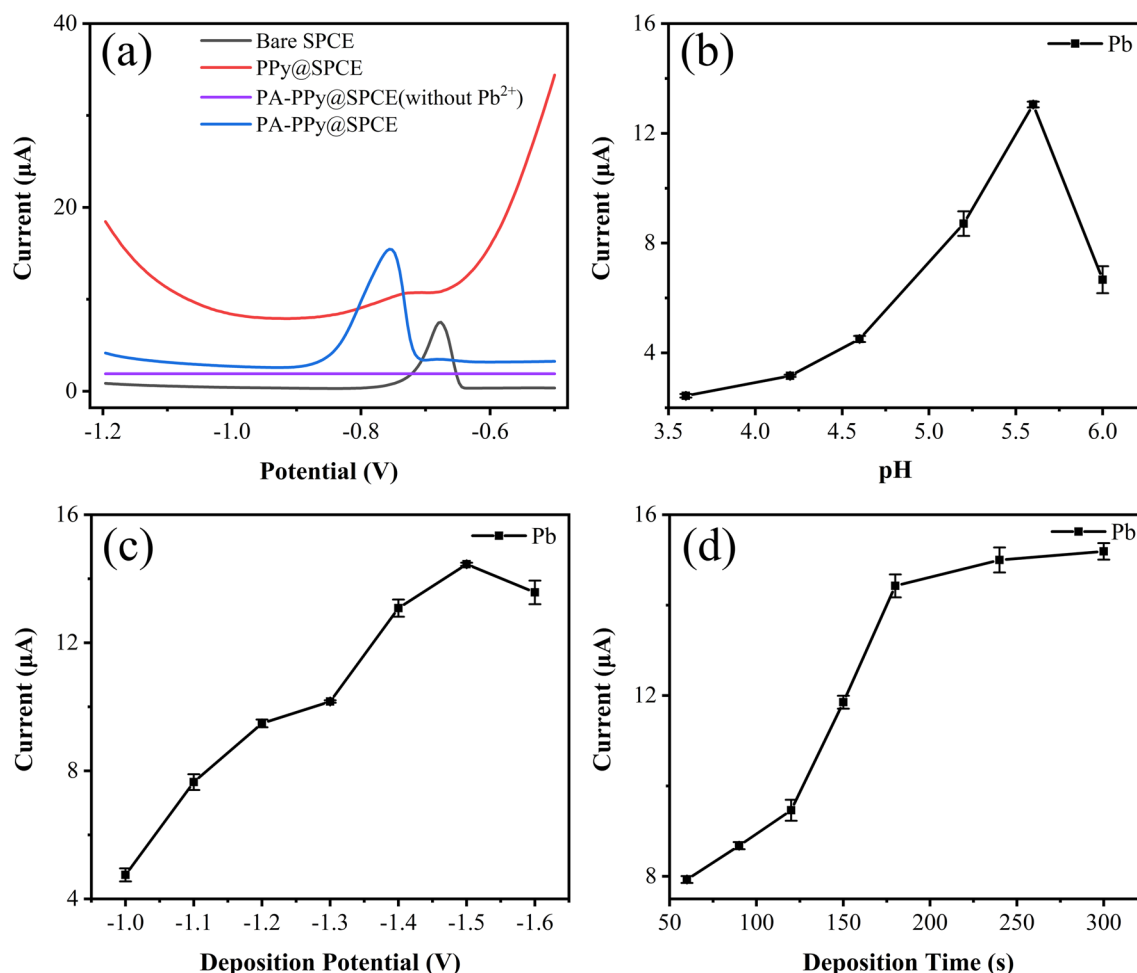 (a)
Bare SPCE
PPy@SPCE
PA-PPy@SPCE(without Pb²⁺)
PA-PPy@SPCE
40
20
0
Current (µA)
-1.2
-1.0
-0.8
-0.6
Potential (V)
(b)
Pb
16
12
8
4
Current (µA)
3.5
4.0
4.5
5.0
5.5
6.0
pH
(c)
Pb
16
12
8
4
Current (µA)
-1.0
-1.1
-1.2
-1.3
-1.4
-1.5
-1.6
Deposition Potential (V)
(d)
Pb
16
12
8
Current (µA)
50
100
150
200
250
300
Deposition Time (s)